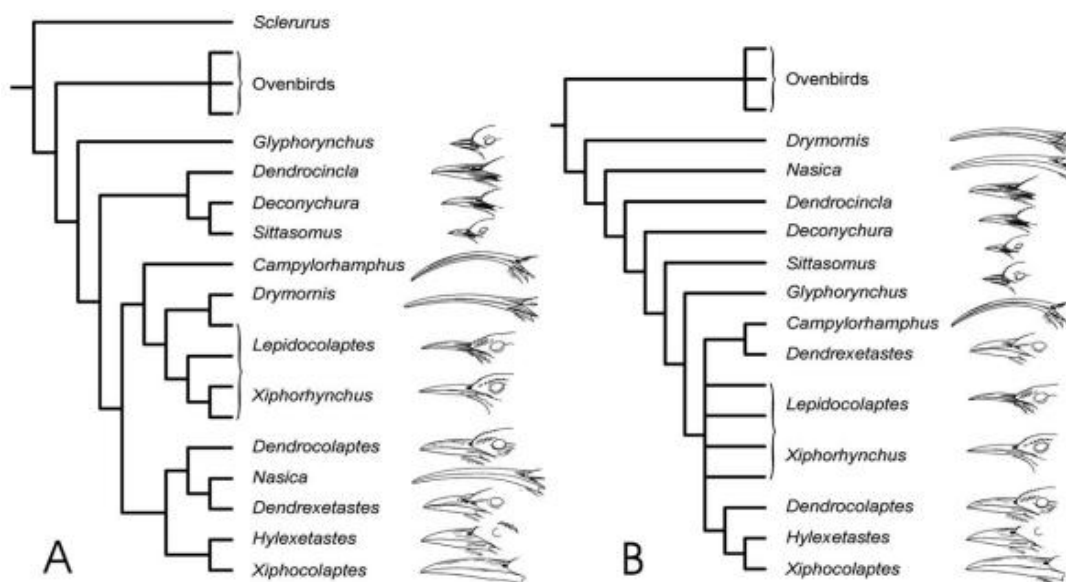 Sclerurus
Ovenbirds
Glyphorynchus
Dendrocincla
Deconychura
Sittasomus
Campylorhamphus
Drymornis
Lepidocolaptes
Xiphorhynchus
Dendrocolaptes
Nasica
Dendrexetastes
Hylexetastes
Xiphocolaptes
A
Ovenbirds
Drymornis
Nasica
Dendrocincla
Deconychura
Sittasomus
Glyphorynchus
Campylorhamphus
Dendrexetastes
Lepidocolaptes
Xiphorhynchus
Dendrocolaptes
Hylexetastes
Xiphocolaptes
B